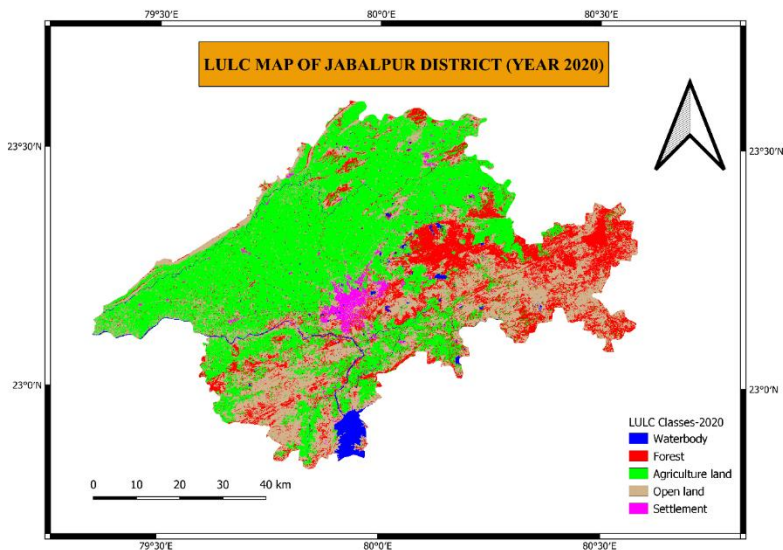 79°30'E 80°0'E 80°30'E
LULC MAP OF JABALPUR DISTRICT (YEAR 2020)
23°30'N 23°30'N
23°0'N 23°0'N
LULC Classes-2020
Waterbody
Forest
Agriculture land
Open land
Settlement
0 10 20 30 40 km
79°30'E 80°0'E 80°30'E